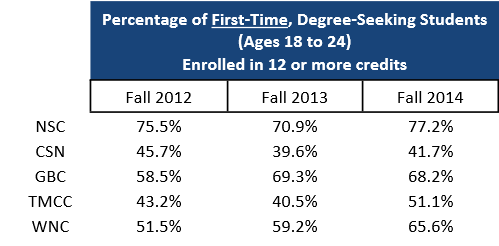 Percentage of First-Time, Degree-Seeking Students
(Ages 18 to 24)
Enrolled in 12 or more credits
Fall 2012 Fall 2013 Fall 2014
NSC 75.5% 70.9% 77.2%
CSN 45.7% 39.6% 41.7%
GBC 58.5% 69.3% 68.2%
TMCC 43.2% 40.5% 51.1%
WNC 51.5% 59.2% 65.6%